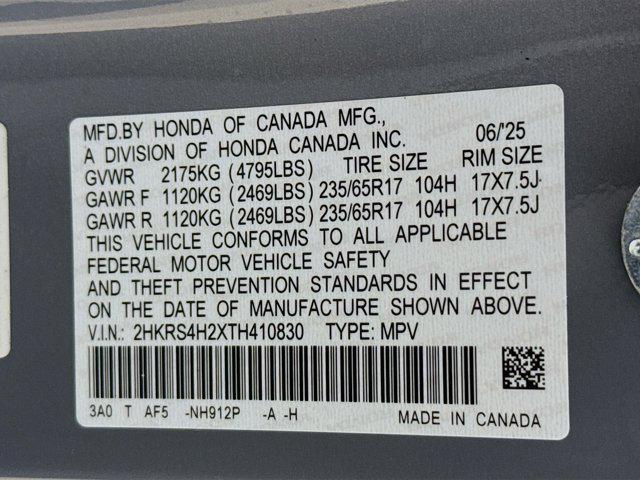 MFD.BY HONDA OF CANADA MFG., 06/'25
A DIVISION OF HONDA CANADA INC.
GVWR 2175KG (4795LBS) TIRE SIZE RIM SIZE
GAWR F 1120KG (2469LBS) 235/65R17 104H 17X7.5J
GAWR R 1120KG (2469LBS) 235/65R17 104H 17X7.5J
THIS VEHICLE CONFORMS TO ALL APPLICABLE
FEDERAL MOTOR VEHICLE SAFETY
AND THEFT PREVENTION STANDARDS IN EFFECT
ON THE DATE OF MANUFACTURE SHOWN ABOVE.
V.I.N.: 2HKRS4H2XTH410830 TYPE: MPV
3A0 T AF5 -NH912P -A -H MADE IN CANADA